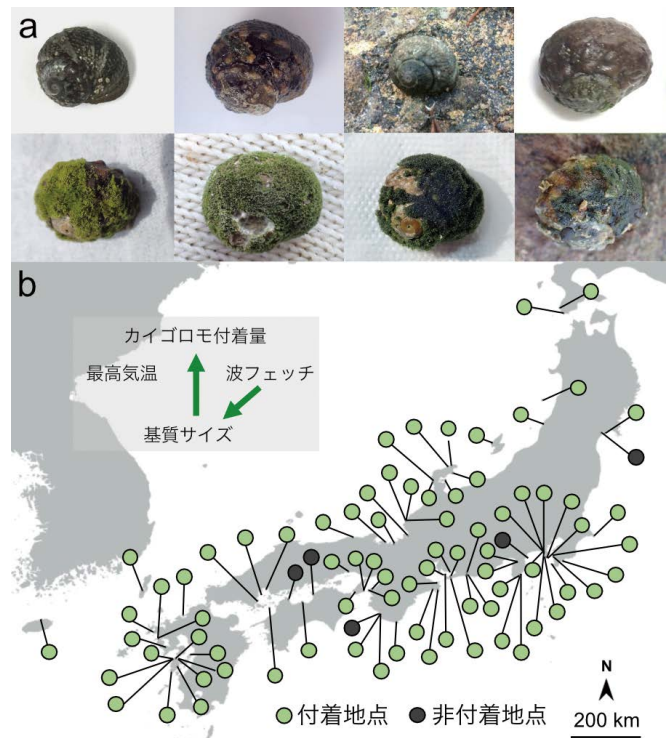 a
b
カイゴロモ付着量
最高気温 波フェッチ
基質サイズ
付着地点 非付着地点
N
200 km